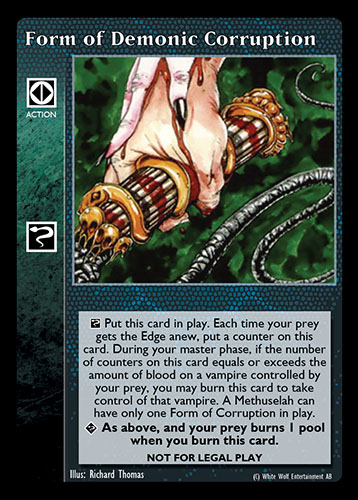 Form of Demonic Corruption
ACTION
Put this card in play. Each time your prey
gets the Edge anew, put a counter on this
card. During your master phase, if the number
of counters on this card equals or exceeds the
amount of blood on a vampire controlled by
your prey, you may burn this card to take
control of that vampire. A Methuselah can
have only one Form of Corruption in play.
As above, and your prey burns 1 pool
when you burn this card.
NOT FOR LEGAL PLAY
Illus: Richard Thomas
(C) White Wolf Entertainment AB